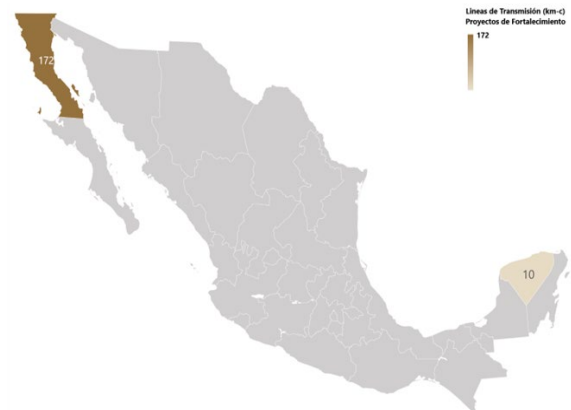 Líneas de Transmisión (km-c)
Proyectos de Fortalecimiento
172
172
10